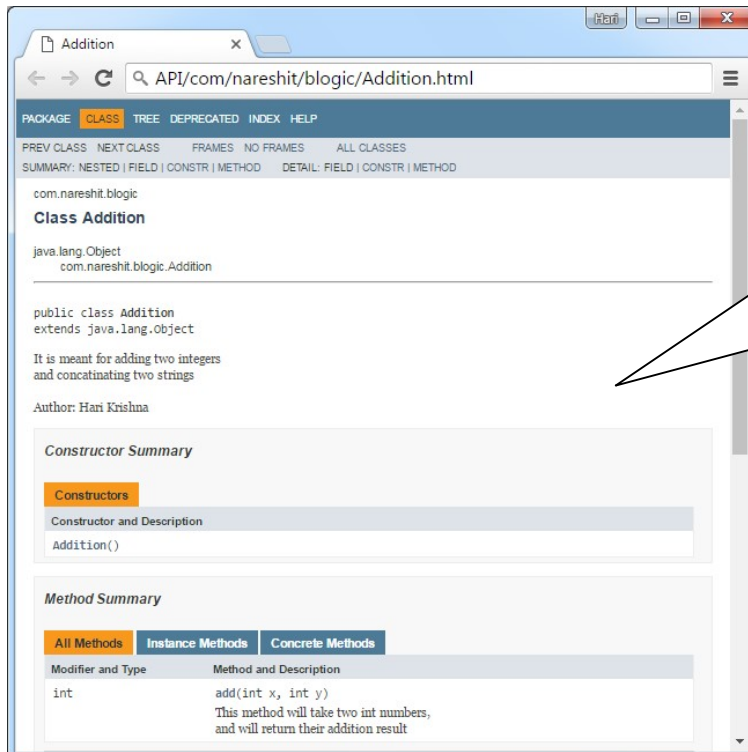 Hari
Addition
API/com/nareshit/blogic/Addition.html
PACKAGE CLASS TREE DEPRECATED INDEX HELP
PREV CLASS NEXT CLASS FRAMES NO FRAMES ALL CLASSES
SUMMARY: NESTED | FIELD | CONSTR | METHOD DETAIL: FIELD | CONSTR | METHOD
com.nareshit.blogic
Class Addition
java.lang.Object
com.nareshit.blogic.Addition
public class Addition
extends java.lang.Object
It is meant for adding two integers
and concatinating two strings
Author: Hari Krishna
Constructor Summary
Constructors
Constructor and Description
Addition()
Method Summary
All Methods Instance Methods Concrete Methods
Modifier and Type Method and Description
int add(int x, int y)
This method will take two int numbers,
and will return their addition result